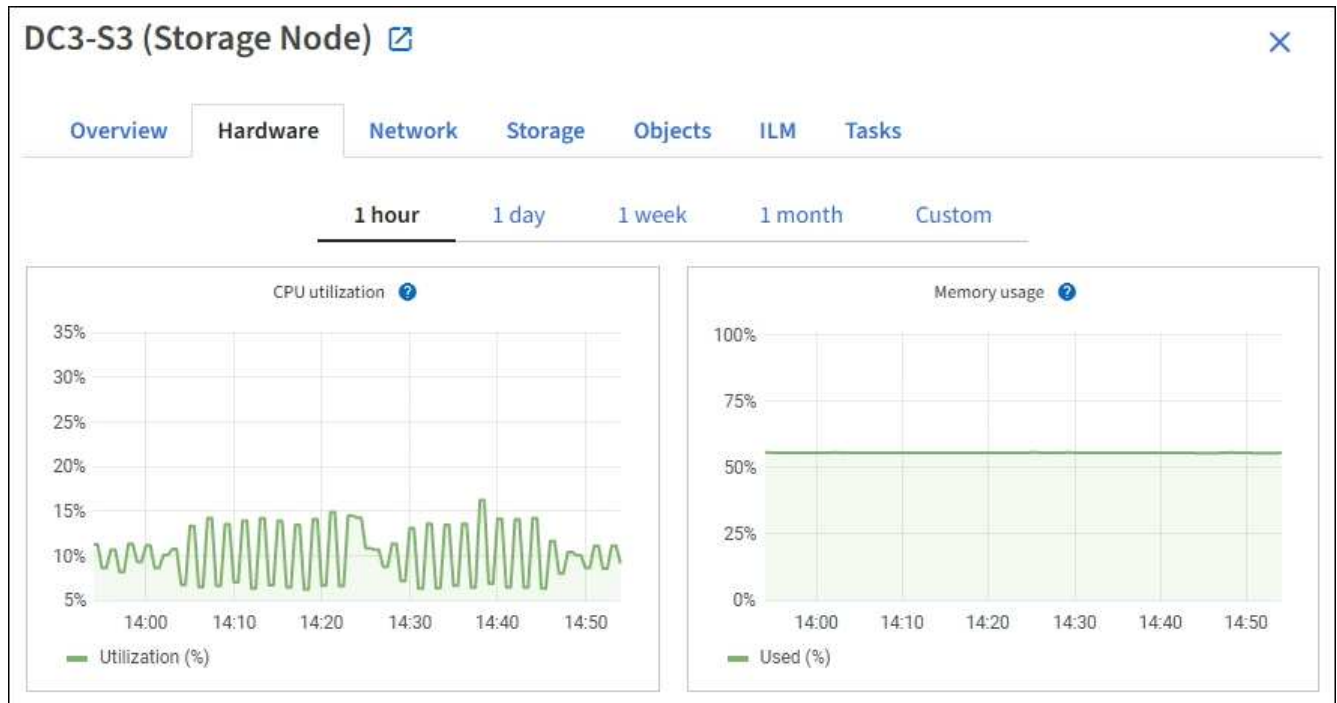 DC3-S3 (Storage Node)
Overview Hardware Network Storage Objects ILM Tasks
1 hour 1 day 1 week 1 month Custom
CPU utilization ?
35%
30%
25%
20%
15%
10%
5%
14:00 14:10 14:20 14:30 14:40 14:50
Utilization (%)
Memory usage ?
100%
75%
50%
25%
0%
14:00 14:10 14:20 14:30 14:40 14:50
Used (%)